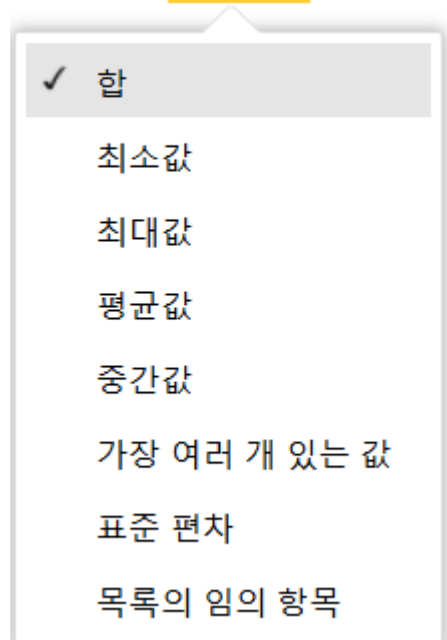 합
최소값
최대값
평균값
중간값
가장 여러 개 있는 값
표준 편차
목록의 임의 항목